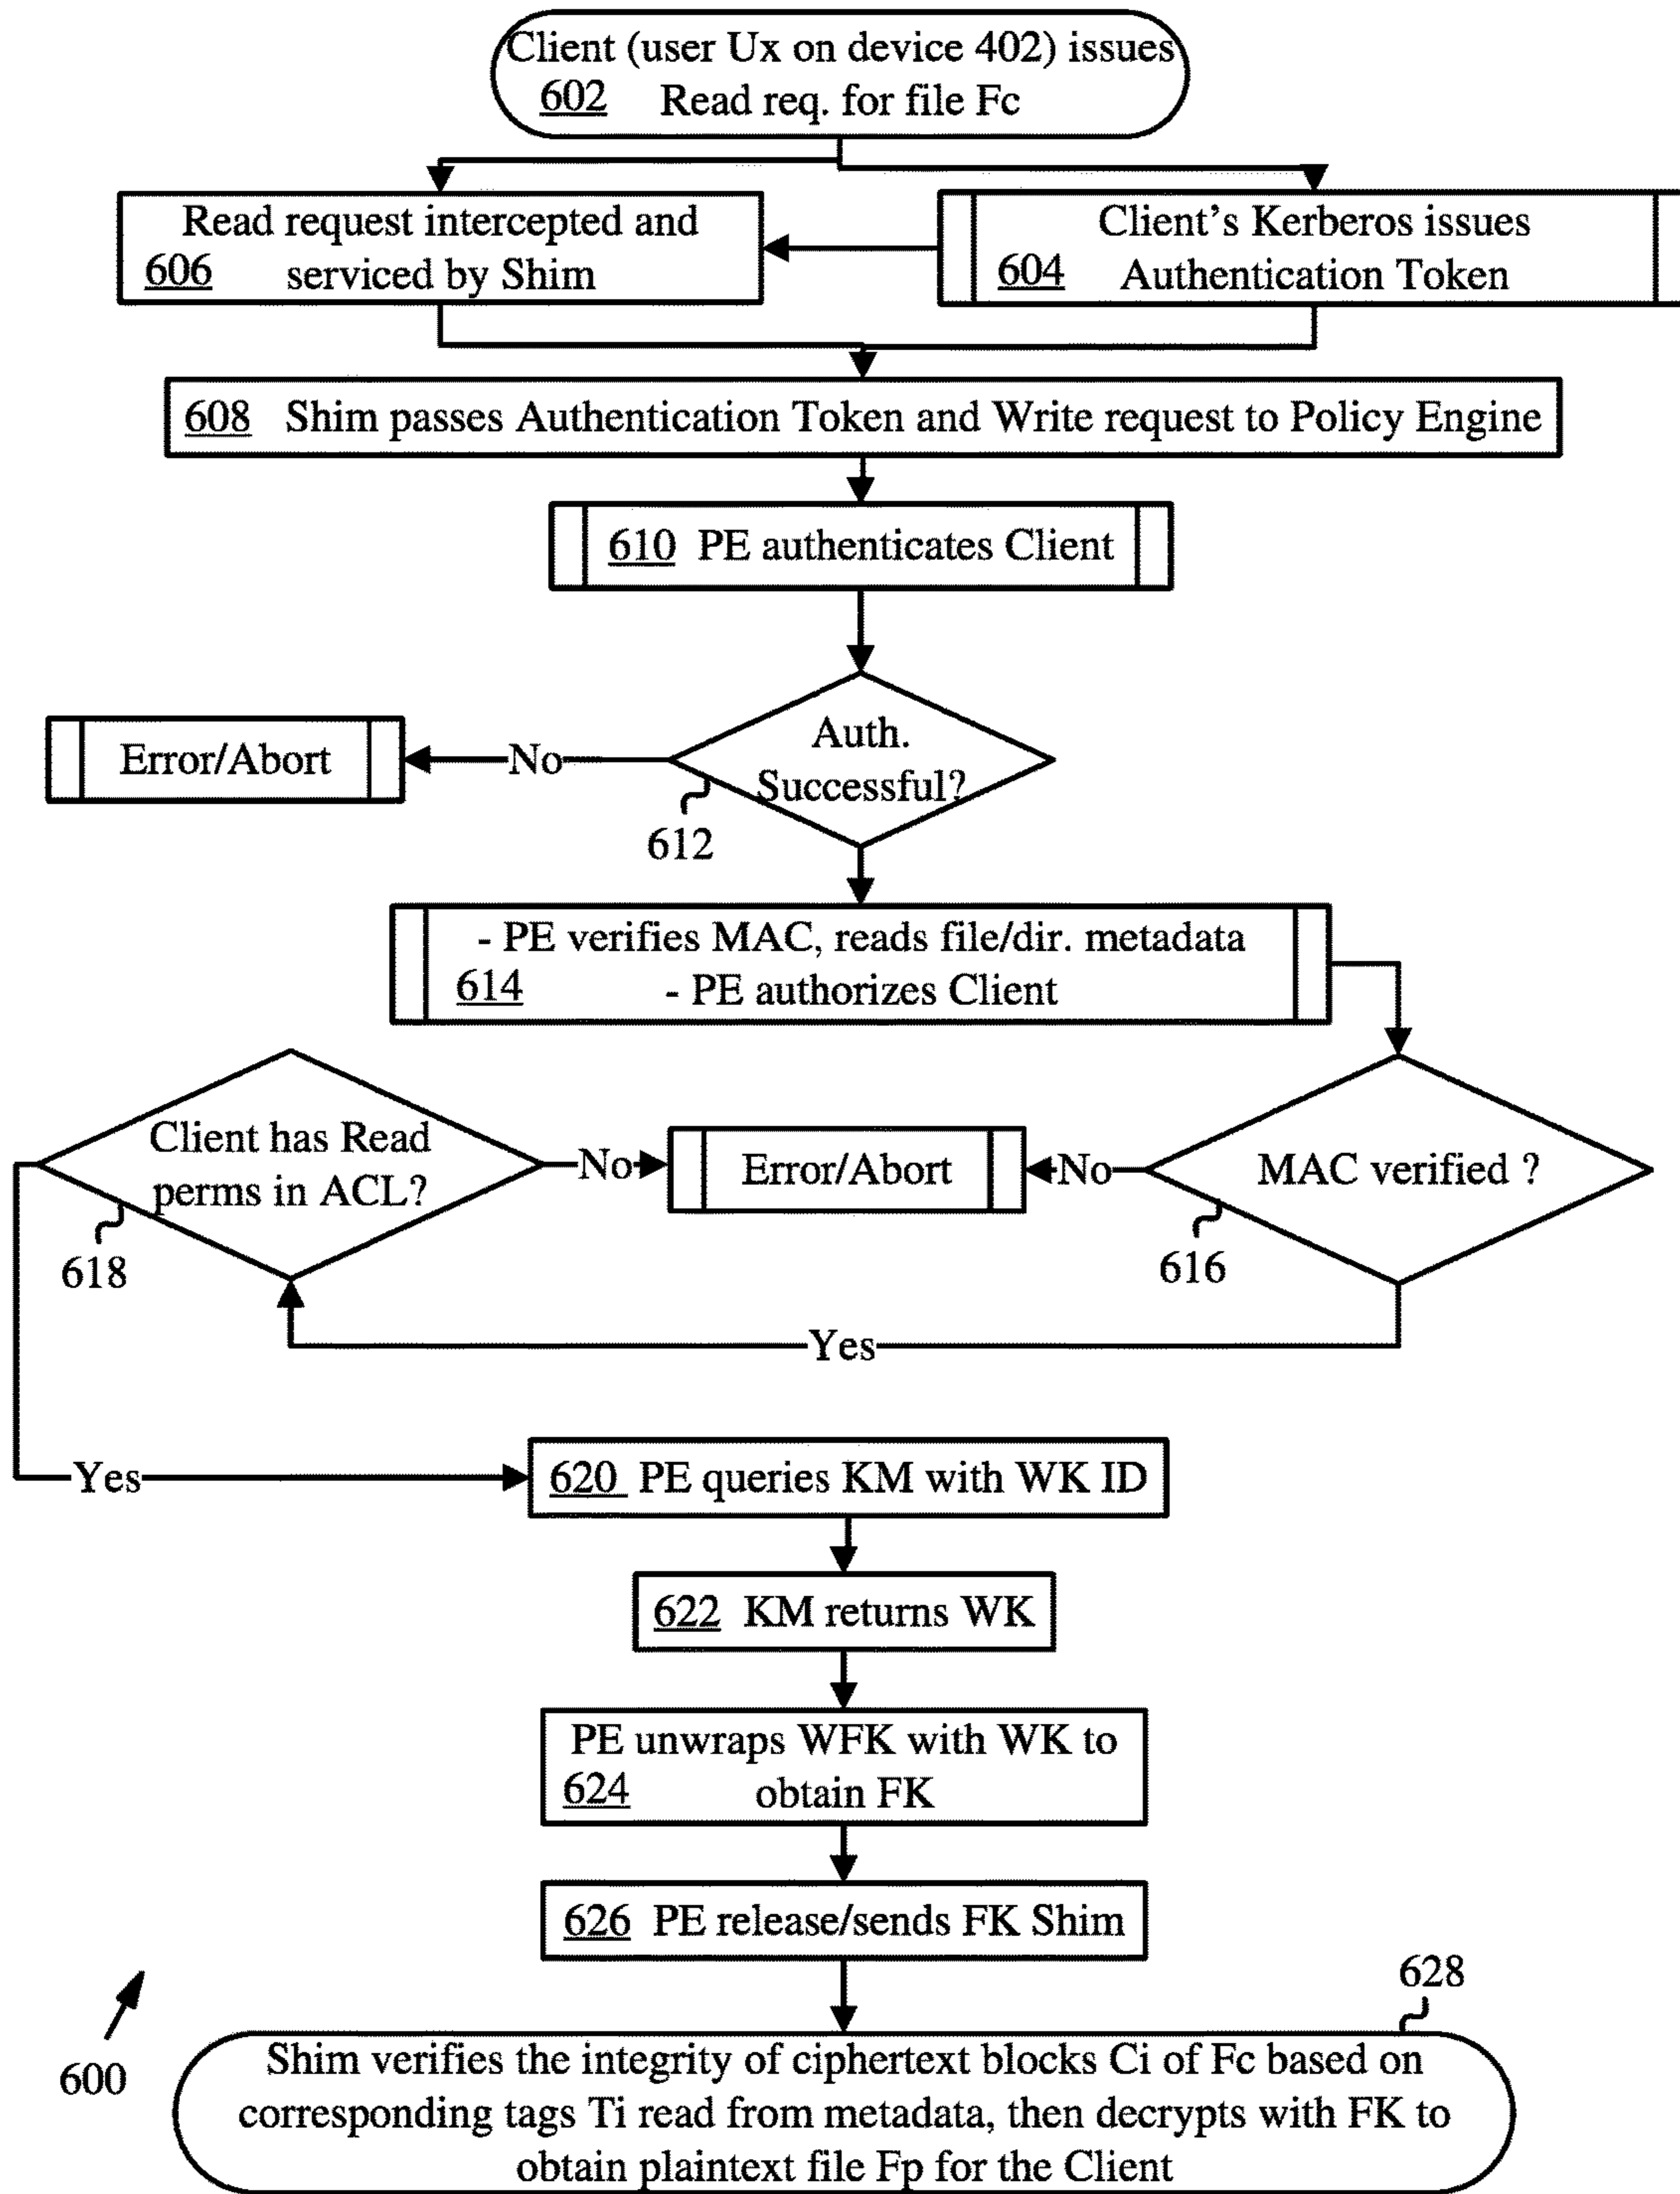 Client (user Ux on device 402) issues
602 Read req. for file Fc
Read request intercepted and
606 serviced by Shim
Client's Kerberos issues
604 Authentication Token
608 Shim passes Authentication Token and Write request to Policy Engine
610 PE authenticates Client
Auth.
Successful?
No
Error/Abort
612
- PE verifies MAC, reads file/dir. metadata
614 - PE authorizes Client
Client has Read
perms in ACL?
No
Error/Abort
No
MAC verified ?
618
616
Yes
Yes
620 PE queries KM with WK ID
622 KM returns WK
PE unwraps WFK with WK to
624 obtain FK
626 PE release/sends FK Shim
628
600
Shim verifies the integrity of ciphertext blocks Ci of Fc based on
corresponding tags Ti read from metadata, then decrypts with FK to
obtain plaintext file Fp for the Client